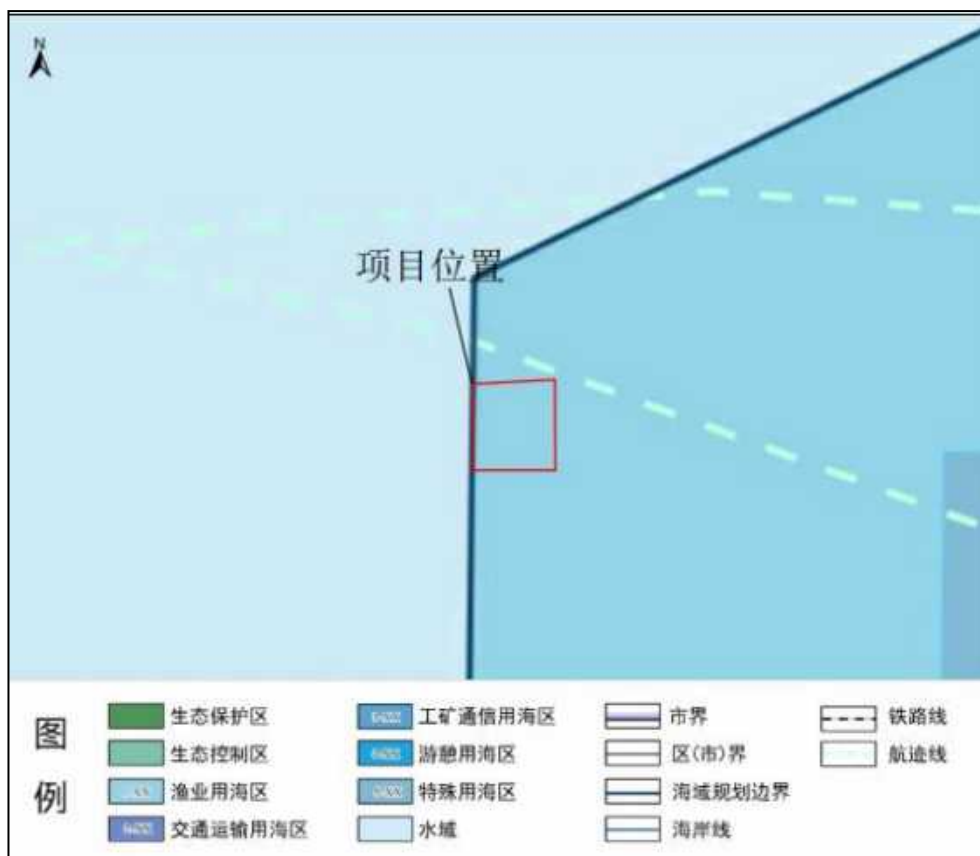 N
项目位置
图例
生态保护区
工矿通信用海区
市界
铁路线
生态控制区
游憩用海区
区(市)界
航迹线
渔业用海区
特殊用海区
海域规划边界
交通运输用海区
水域
海岸线